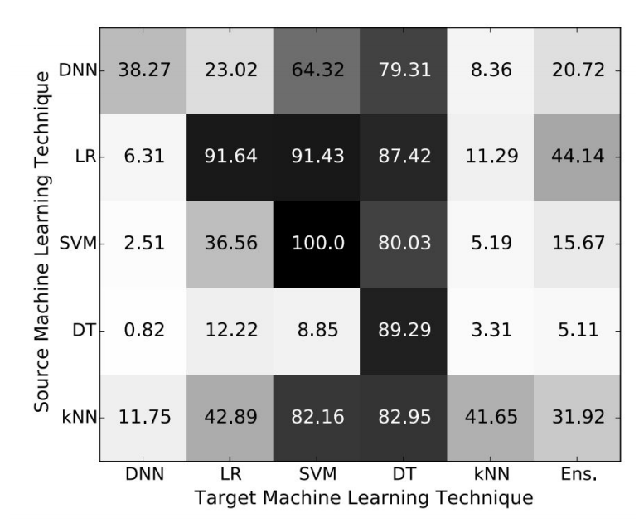 Source Machine Learning Technique
DNN 38.27 23.02 64.32 79.31 8.36 20.72
LR 6.31 91.64 91.43 87.42 11.29 44.14
SVM 2.51 36.56 100.0 80.03 5.19 15.67
DT 0.82 12.22 8.85 89.29 3.31 5.11
kNN 11.75 42.89 82.16 82.95 41.65 31.92
DNN LR SVM DT kNN Ens.
Target Machine Learning Technique